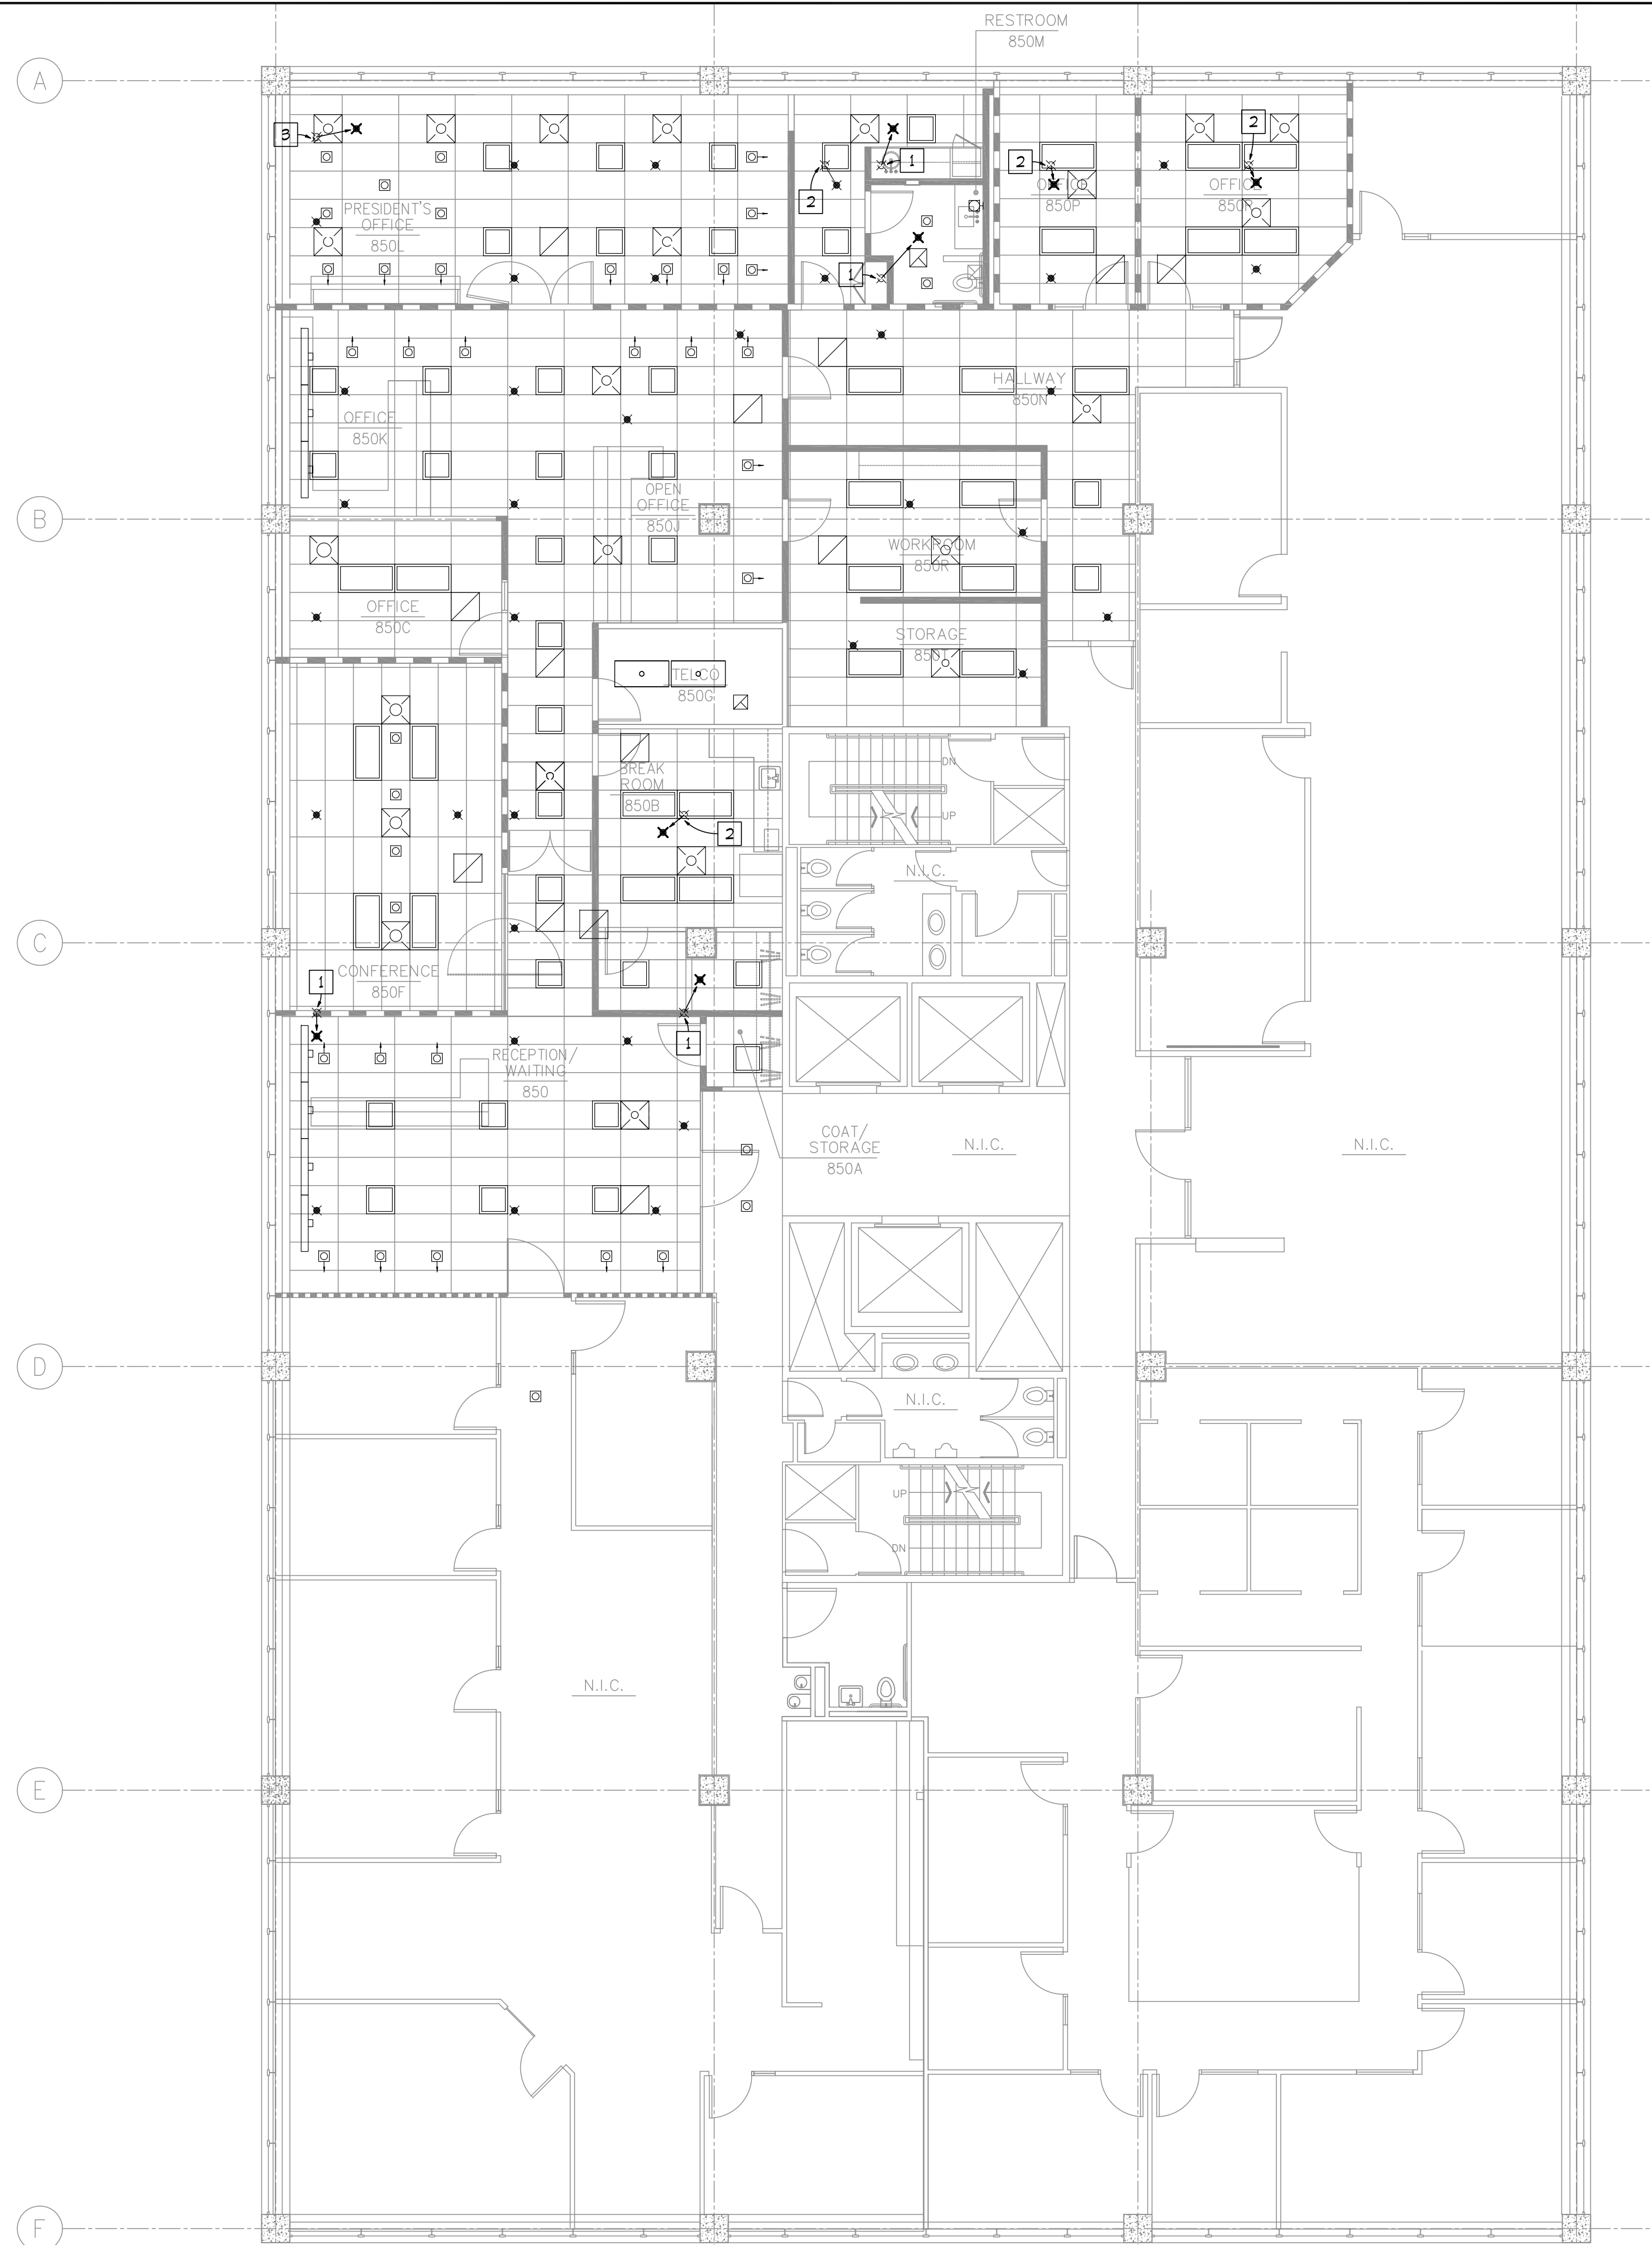 RESTROOM
850M
A
3
1
2
2
2
PRESIDENT'S
OFFICE
850L
OFFICE
850P
1
HALLWAY
850N
OFFICE
850K
OPEN
OFFICE
850J
B
WORKROOM
850R
OFFICE
850C
STORAGE
850T
TELCO
850G
DN
BREAK
ROOM
850B
UP
2
N.I.C.
C
CONFERENCE
850F
1
1
RECEPTION/
WAITING
850
COAT/
STORAGE
850A
N.I.C.
N.I.C.
D
N.I.C.
UP
DN
N.I.C.
E
F